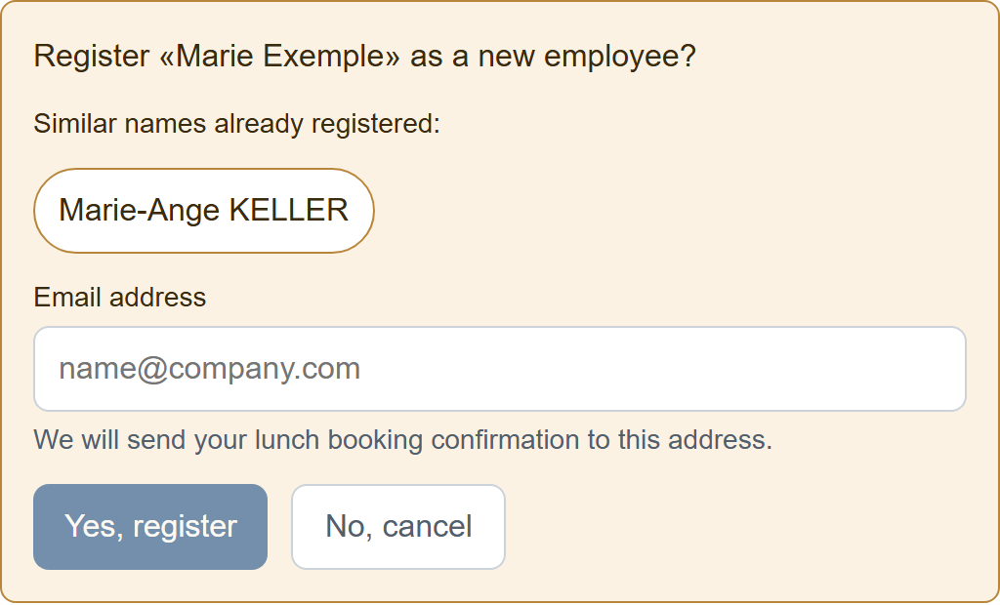 Register «Marie Exemple» as a new employee?
Similar names already registered:
Marie-Ange KELLER
Email address
name@company.com
We will send your lunch booking confirmation to this address.
Yes, register
No, cancel